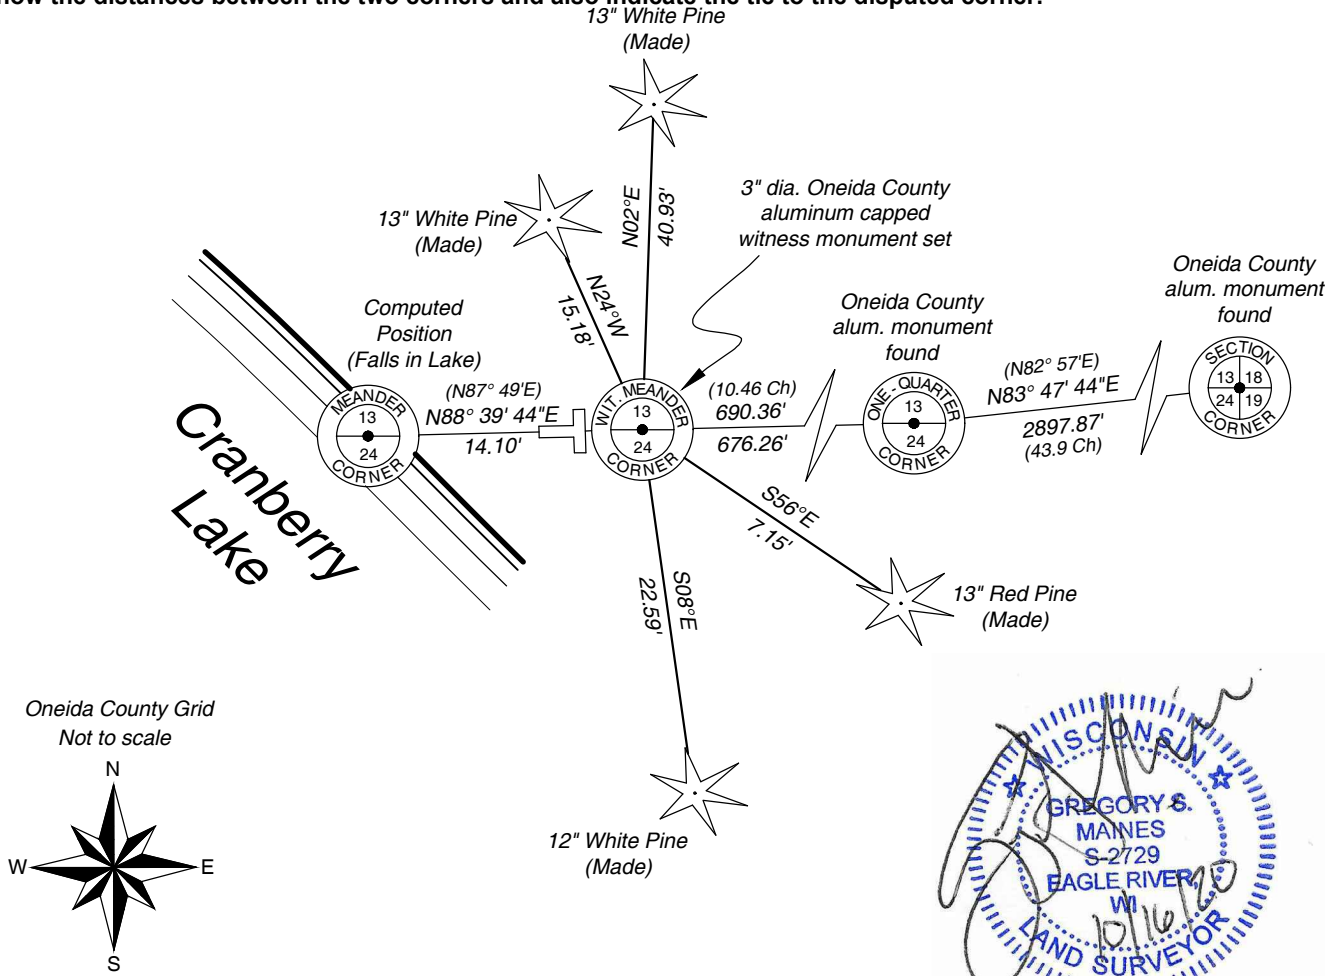 now the distances between the two corners and also indicate the tie to the disputed corner.
13" White Pine
(Made)
13" White Pine
(Made)
N02°E
40.93'
3" dia. Oneida County
aluminum capped
witness monument set
N24°W
15.18'
Computed
Position
(Falls in Lake)
Oneida County
alum. monument
found
Oneida County
alum. monument
found
MEANDER
13
24
CORNER
(N87° 49'E)
N88° 39' 44"E
14.10'
WIT. MEANDER
13
24
CORNER
(10.46 Ch)
690.36'
676.26'
ONE-QUARTER
13
24
CORNER
(N82° 57'E)
N83° 47' 44"E
2897.87'
(43.9 Ch)
SECTION
13 18
24 19
CORNER
Cranberry
Lake
S56°E
7.15'
S08°E
22.59'
13" Red Pine
(Made)
12" White Pine
(Made)
Oneida County Grid
Not to scale
N
W
E
S
WISCONSIN
GREGORY S.
MAINES
S-2729
EAGLE RIVER,
WI
10/16/20
LAND SURVEYOR